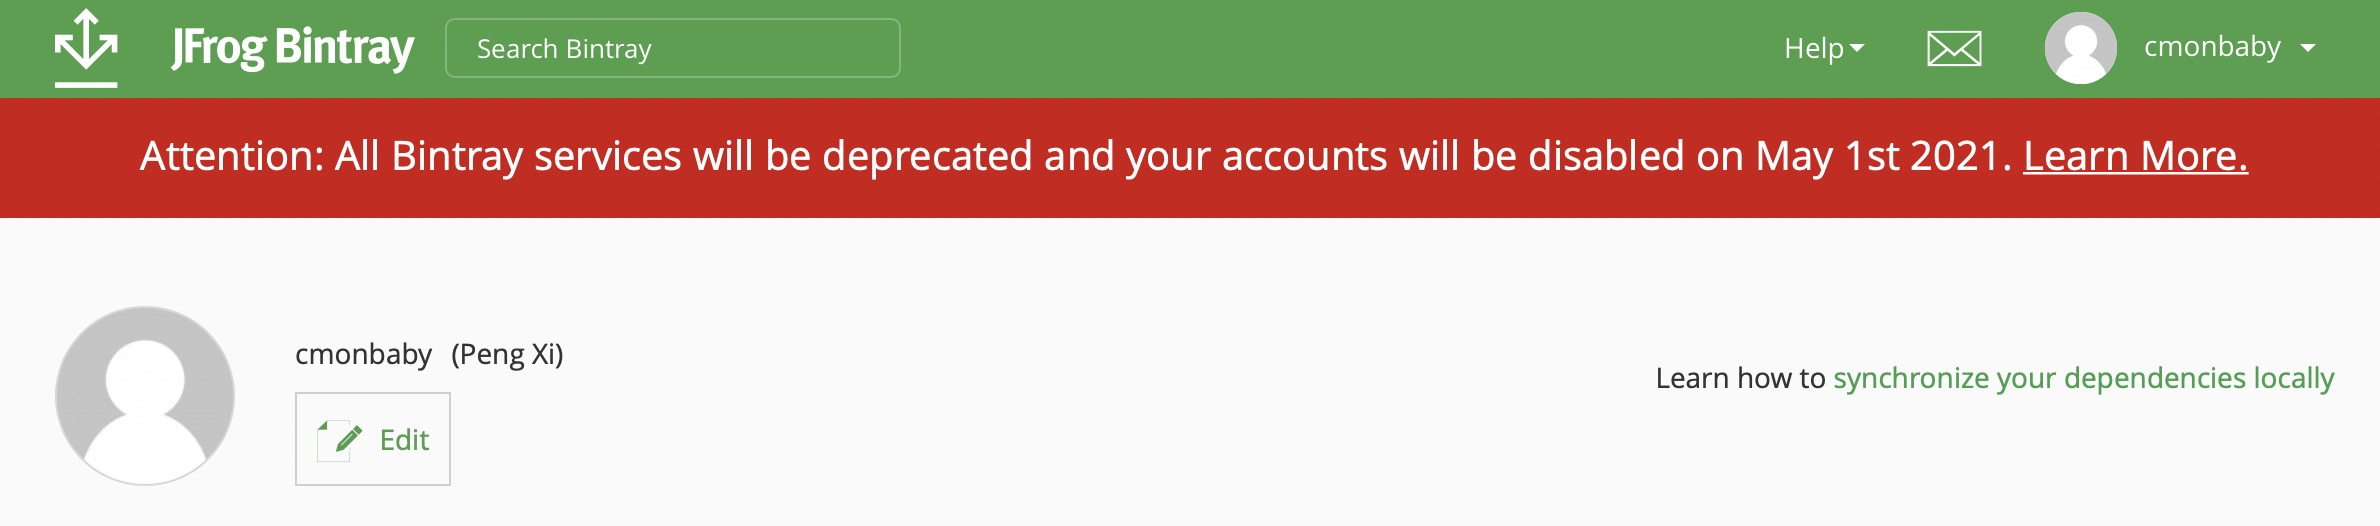 JFrog Bintray
Search Bintray
Help
cmonbaby
Attention: All Bintray services will be deprecated and your accounts will be disabled on May 1st 2021. Learn More.
cmonbaby (Peng Xi)
Learn how to synchronize your dependencies locally
Edit